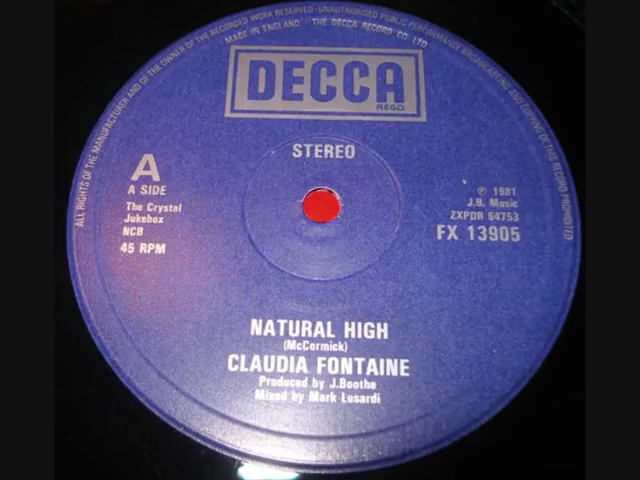 ALL RIGHTS OF THE MANUFACTURER AND OF THE OWNER OF THE RECORDED WORK RESERVED · UNAUTHORISED PUBLIC PERFORMANCE BROADCASTING AND COPYING OF THIS RECORD PROHIBITED
MADE IN ENGLAND · THE DECCA RECORD CO LTD
DECCA
REGD.
STEREO
A
A SIDE
The Crystal
Jukebox
NCB
45 RPM
℗ 1981
J.B. Music
ZXPDR 64753
FX 13905
NATURAL HIGH
(McCormick)
CLAUDIA FONTAINE
Produced by J.Boothe
Mixed by Mark Lusardi